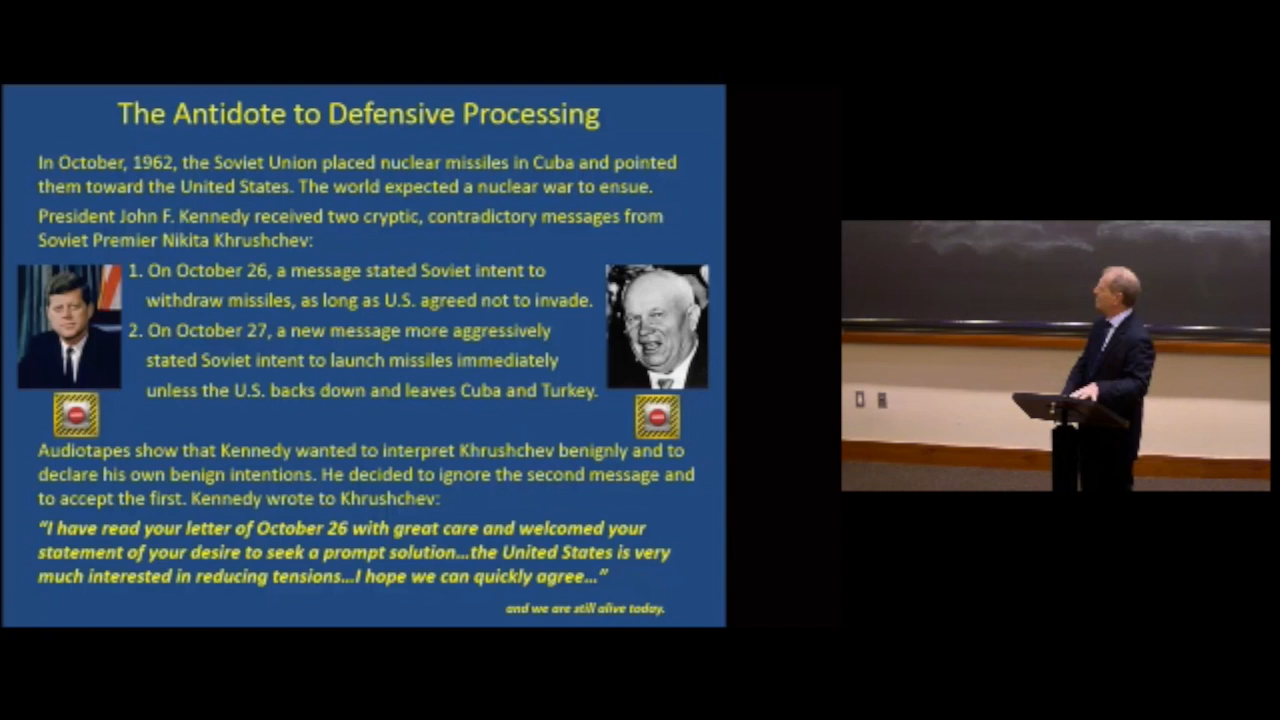 The Antidote to Defensive Processing
In October, 1962, the Soviet Union placed nuclear missiles in Cuba and pointed
them toward the United States. The world expected a nuclear war to ensue.
President John F. Kennedy received two cryptic, contradictory messages from
Soviet Premier Nikita Khrushchev:
1. On October 26, a message stated Soviet intent to
withdraw missiles, as long as U.S. agreed not to invade.
2. On October 27, a new message more aggressively
stated Soviet intent to launch missiles immediately
unless the U.S. backs down and leaves Cuba and Turkey.
Audiotapes show that Kennedy wanted to interpret Khrushchev benignly and to
declare his own benign intentions. He decided to ignore the second message and
to accept the first. Kennedy wrote to Khrushchev:
“I have read your letter of October 26 with great care and welcomed your
statement of your desire to seek a prompt solution…the United States is very
much interested in reducing tensions…I hope we can quickly agree…”
and we are still alive today.